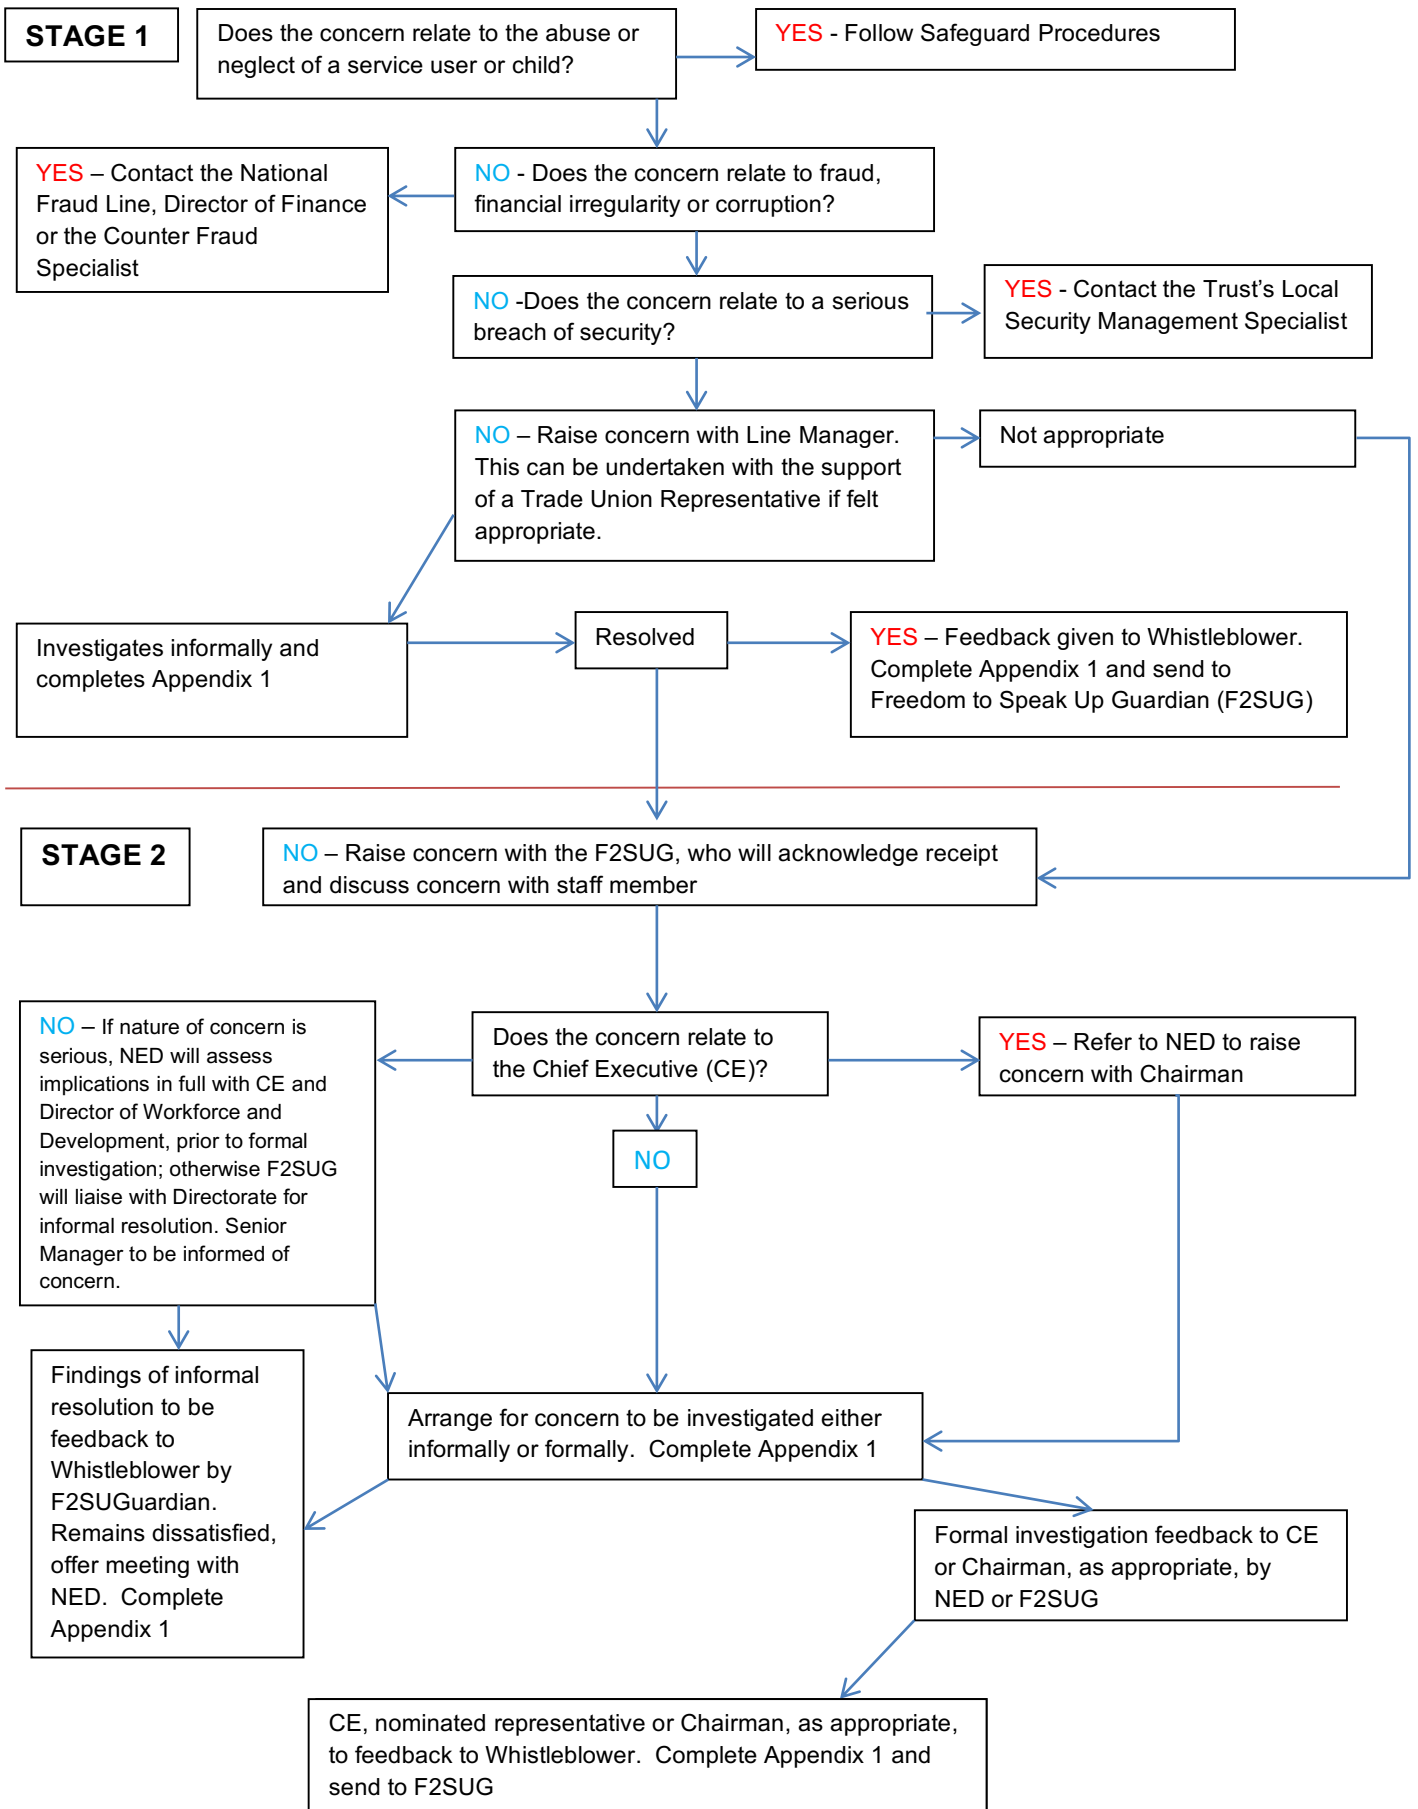 STAGE 1
Does the concern relate to the abuse or
neglect of a service user or child?
YES - Follow Safeguard Procedures
YES – Contact the National
Fraud Line, Director of Finance
or the Counter Fraud
Specialist
NO - Does the concern relate to fraud,
financial irregularity or corruption?
NO -Does the concern relate to a serious
breach of security?
YES - Contact the Trust’s Local
Security Management Specialist
NO – Raise concern with Line Manager.
This can be undertaken with the support
of a Trade Union Representative if felt
appropriate.
Not appropriate
Investigates informally and
completes Appendix 1
Resolved
YES – Feedback given to Whistleblower.
Complete Appendix 1 and send to
Freedom to Speak Up Guardian (F2SUG)
STAGE 2
NO – Raise concern with the F2SUG, who will acknowledge receipt
and discuss concern with staff member
NO – If nature of concern is
serious, NED will assess
implications in full with CE and
Director of Workforce and
Development, prior to formal
investigation; otherwise F2SUG
will liaise with Directorate for
informal resolution. Senior
Manager to be informed of
concern.
Does the concern relate to
the Chief Executive (CE)?
YES – Refer to NED to raise
concern with Chairman
NO
Findings of informal
resolution to be
feedback to
Whistleblower by
F2SUGuardian.
Remains dissatisfied,
offer meeting with
NED.  Complete
Appendix 1
Arrange for concern to be investigated either
informally or formally.  Complete Appendix 1
Formal investigation feedback to CE
or Chairman, as appropriate, by
NED or F2SUG
CE, nominated representative or Chairman, as appropriate,
to feedback to Whistleblower.  Complete Appendix 1 and
send to F2SUG